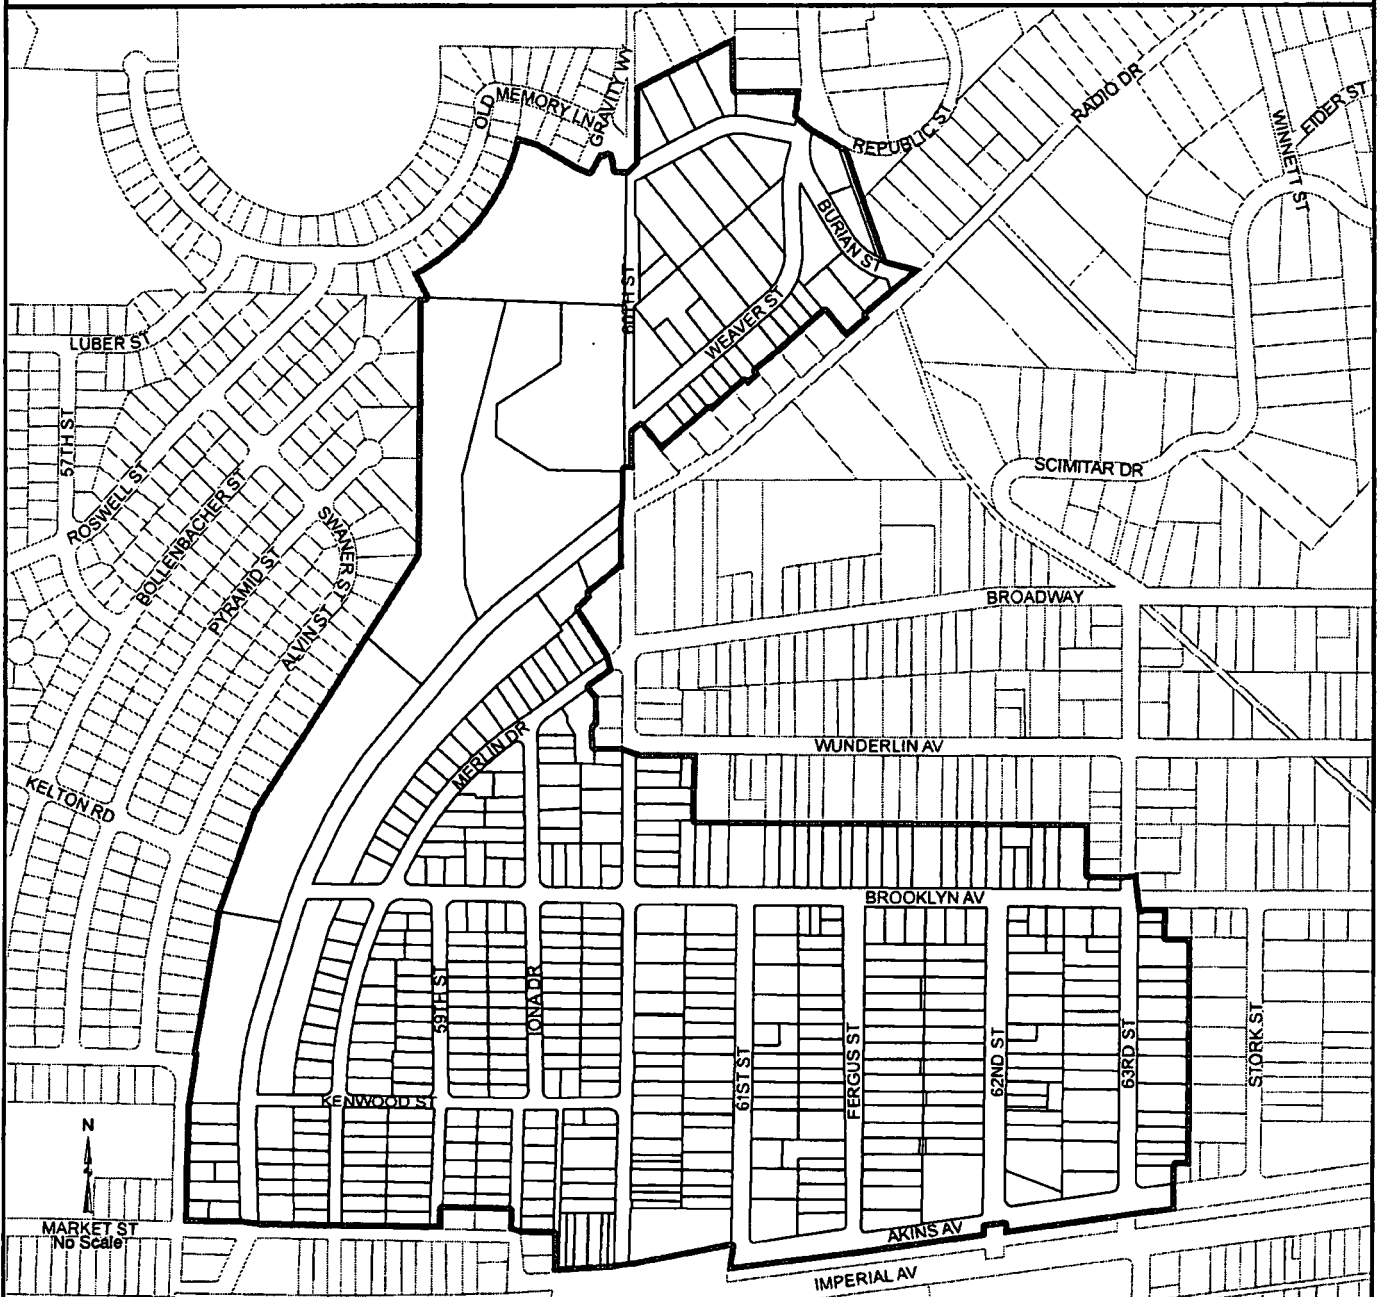 OLD
MEMORY LN
GRAVITY WY
REPUBLIC ST
RADIO DR
WINNETT ST
EIDER ST
BURIAN ST
60TH ST
WEAVER ST
LUBER ST
57TH ST
ROSWELL ST
BOLLENBACHER ST
PYRAMID ST
SWANER S
ALVIN ST
SCIMITAR DR
BROADWAY
MERLIN DR
WUNDERLIN AV
KELTON RD
BROOKLYN AV
59TH ST
IONA DR
61ST ST
FERGUS ST
62ND ST
63RD ST
STORK ST
KENWOOD ST
N
MARKET ST
No Scale
AKINS AV
IMPERIAL AV